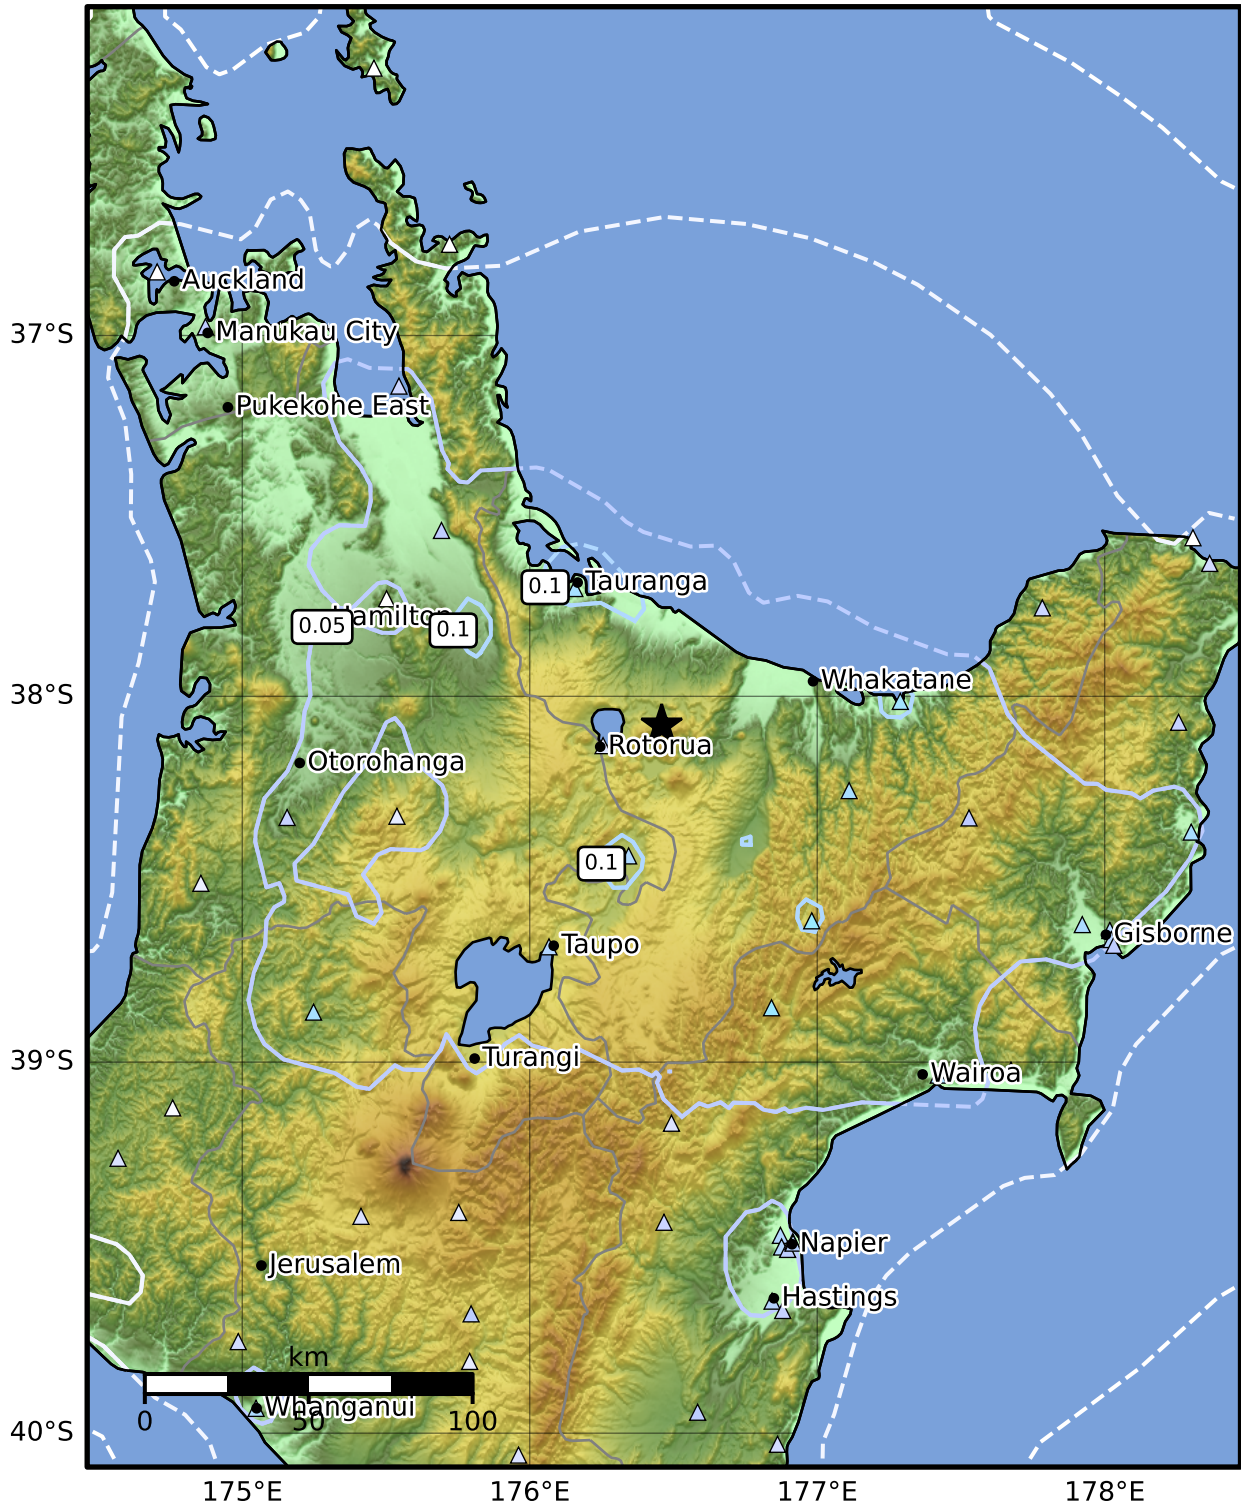 Auckland
Manukau City
37°S
Pukekohe East
Tauranga
0.1
Hamilton
0.05
0.1
Whakatane
38°S
Rotorua
Otorohanga
0.1
Gisborne
Taupo
Turangi
39°S
Wairoa
Napier
Jerusalem
Hastings
km
Whanganui
0
50
100
40°S
175°E
176°E
177°E
178°E